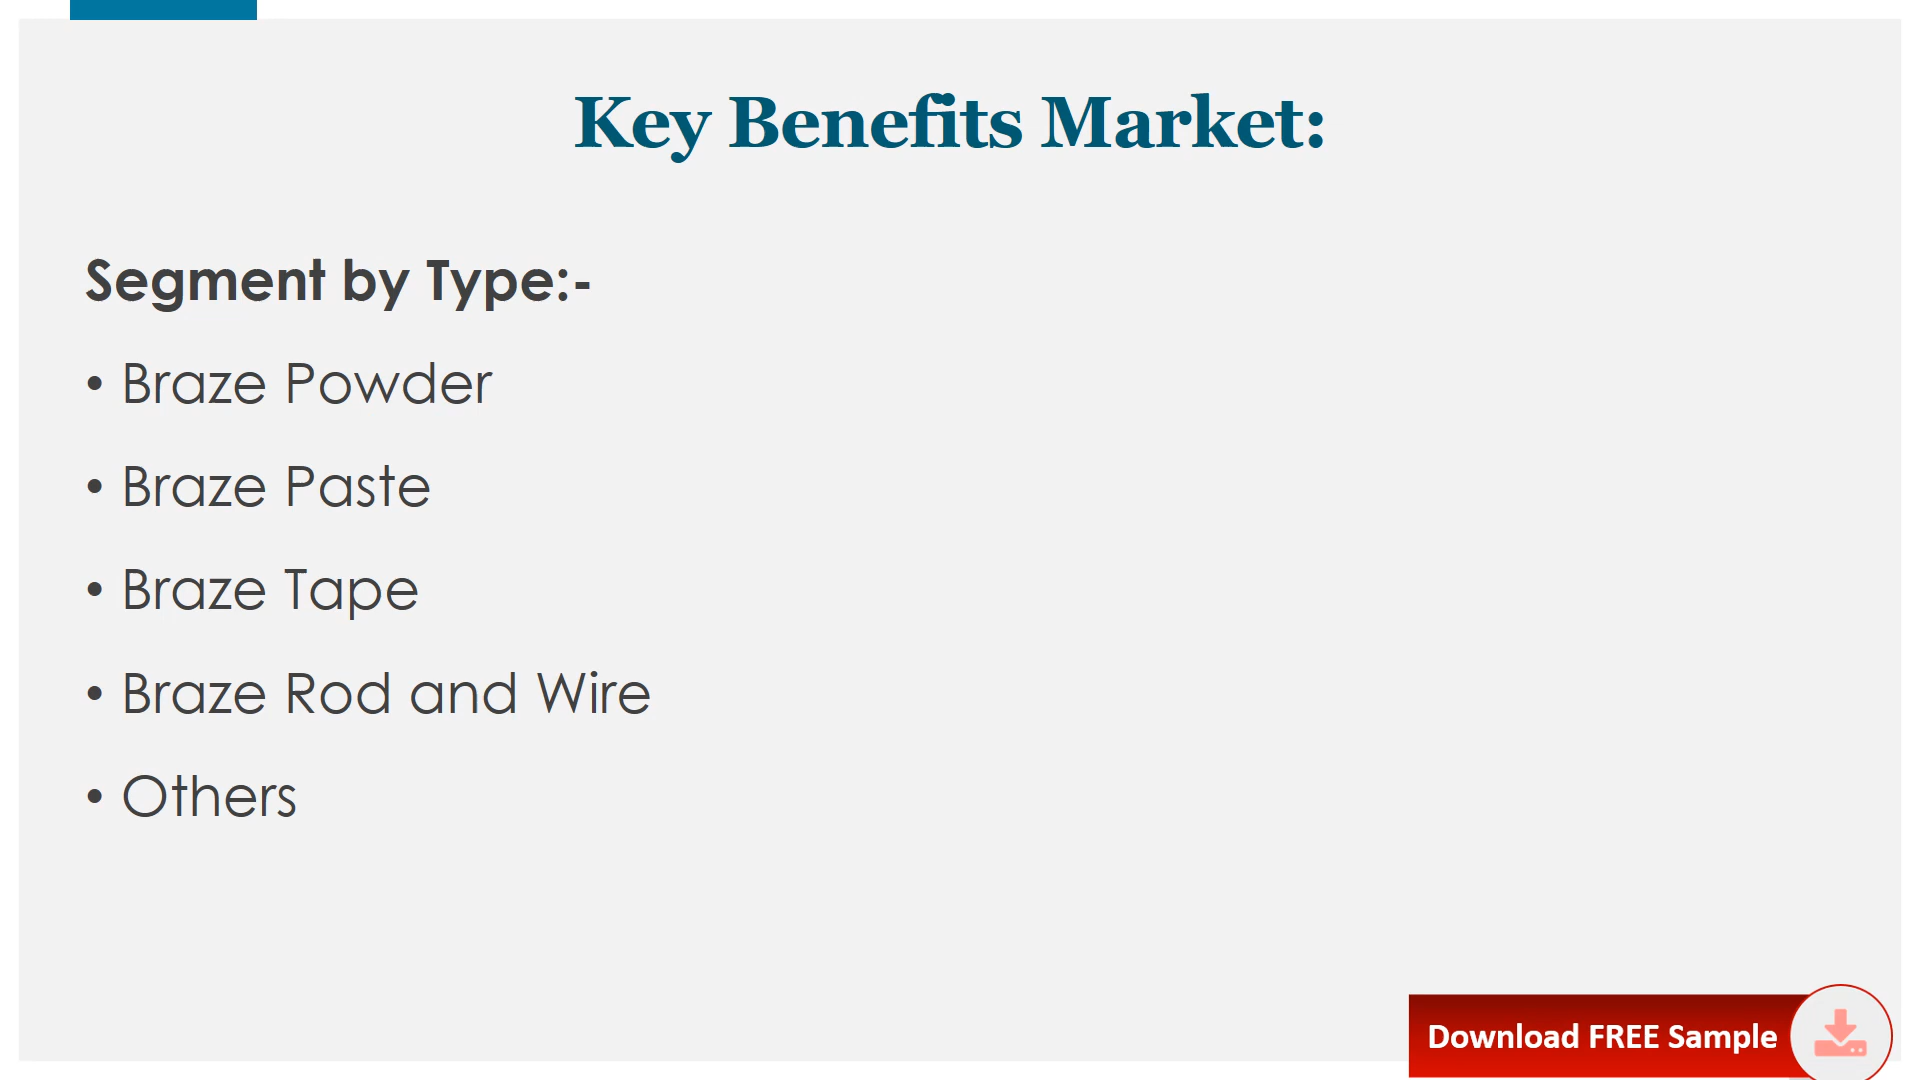 Key Benefits Market:
Segment by Type:-
• Braze Powder
• Braze Paste
• Braze Tape
• Braze Rod and Wire
• Others
Download FREE Sample